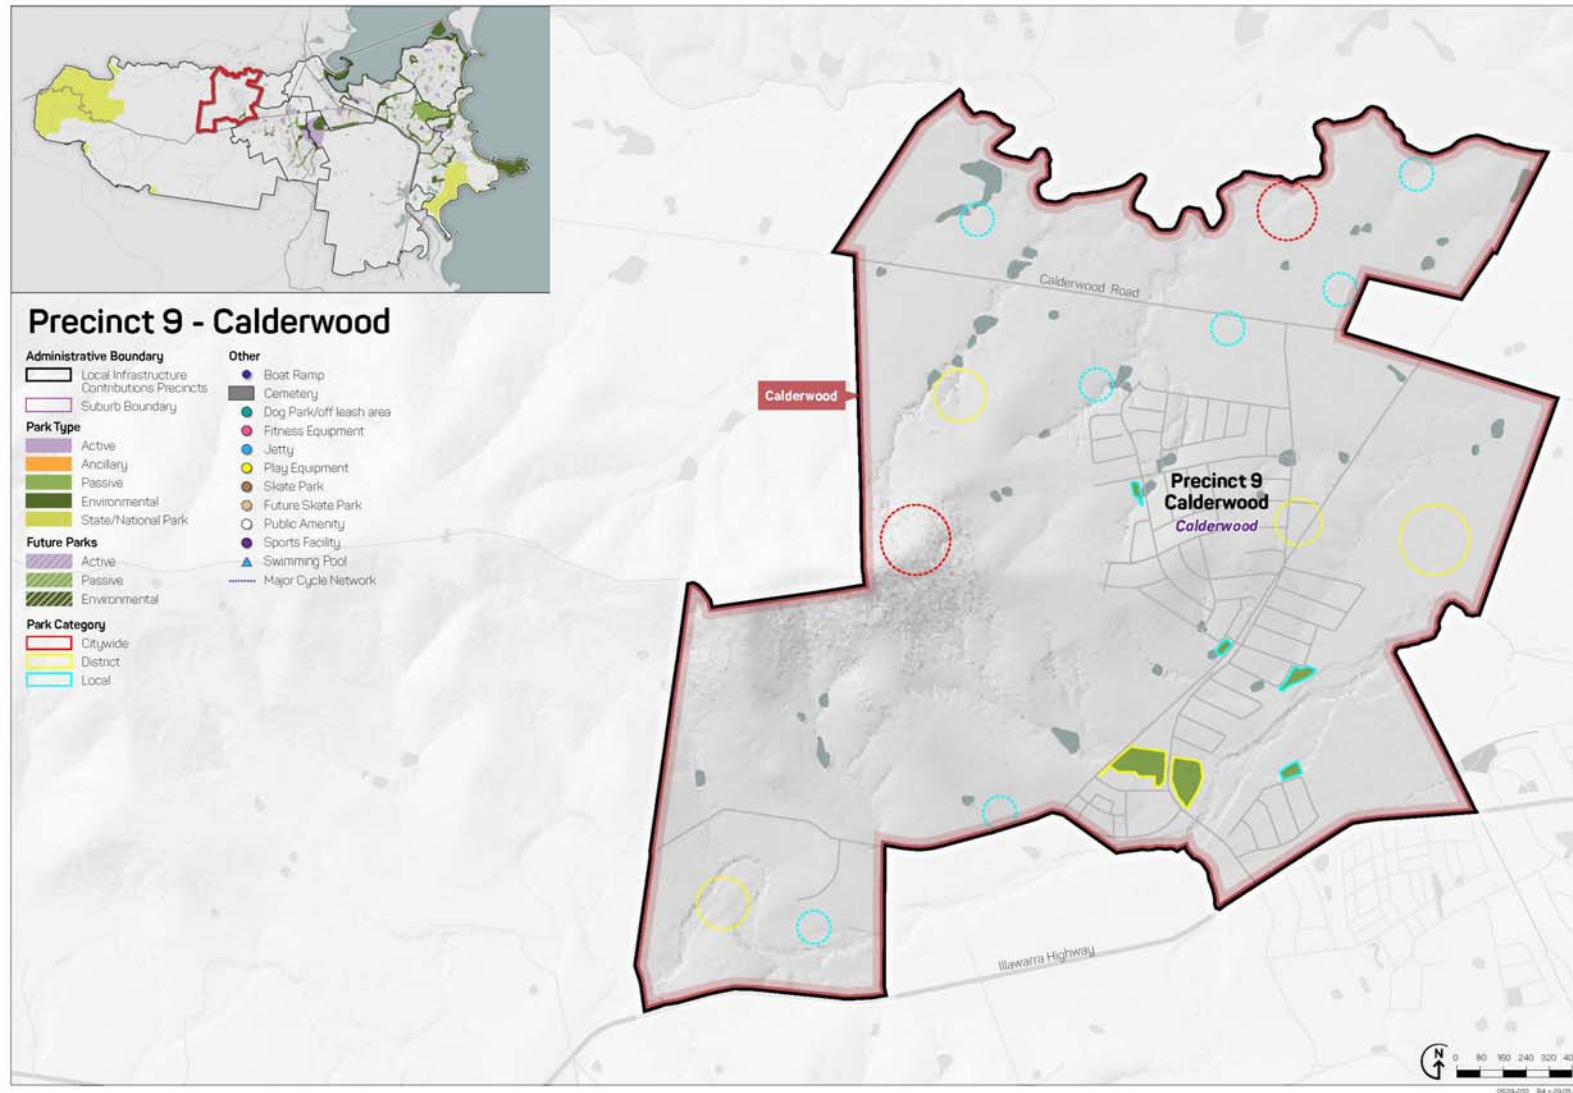 Precinct 9 - Calderwood
Administrative Boundary
Local Infrastructure
Contributions Precincts
Suburb Boundary
Park Type
Active
Ancillary
Passive
Environmental
State/National Park
Future Parks
Active
Passive
Environmental
Park Category
Citywide
District
Local
Other
Boat Ramp
Cemetery
Dog Park/off leash area
Fitness Equipment
Jetty
Play Equipment
Skate Park
Future Skate Park
Public Amenity
Sports Facility
Swimming Pool
Major Cycle Network
Calderwood Road
Calderwood
Precinct 9
Calderwood
Calderwood
Illawarra Highway
N
0 80 160 240 320